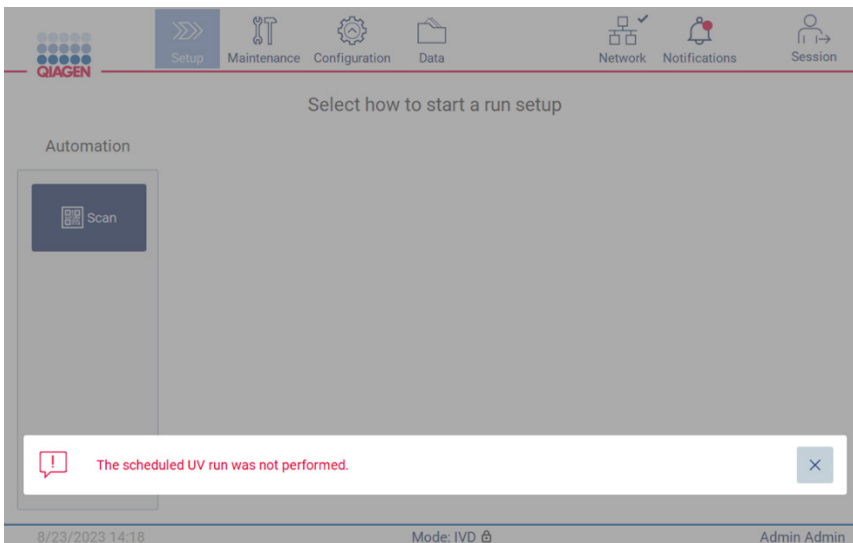 QIAGEN
Setup
Maintenance
Configuration
Data
Network
Notifications
Session
Select how to start a run setup
Automation
Scan
The scheduled UV run was not performed.
8/23/2023 14:18
Mode: IVD
Admin Admin